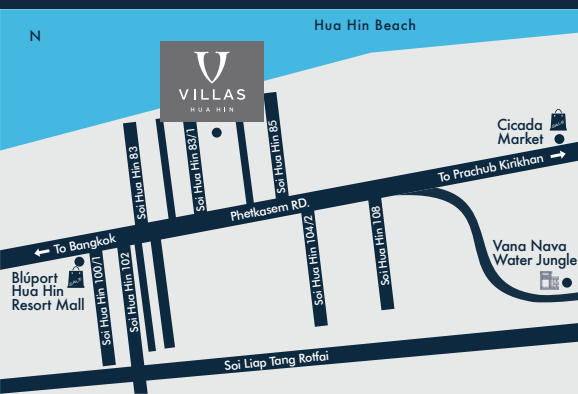 Hua Hin Beach
N
V
VILLAS
HUA HIN
Soi Hua Hin 83
Soi Hua Hin 83/1
Soi Hua Hin 85
Cicada
Market
To Prachub Kirikhan
Phetkasem RD.
To Bangkok
Soi Hua Hin 104/2
Soi Hua Hin 108
Vana Nava
Water Jungle
Blúport
Hua Hin
Resort Mall
Soi Hua Hin 100/1
Soi Hua Hin 102
Soi Liap Tang Rotfai